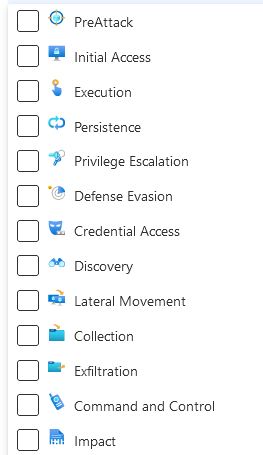 PreAttack
Initial Access
Execution
Persistence
Privilege Escalation
Defense Evasion
Credential Access
Discovery
Lateral Movement
Collection
Exfiltration
Command and Control
Impact